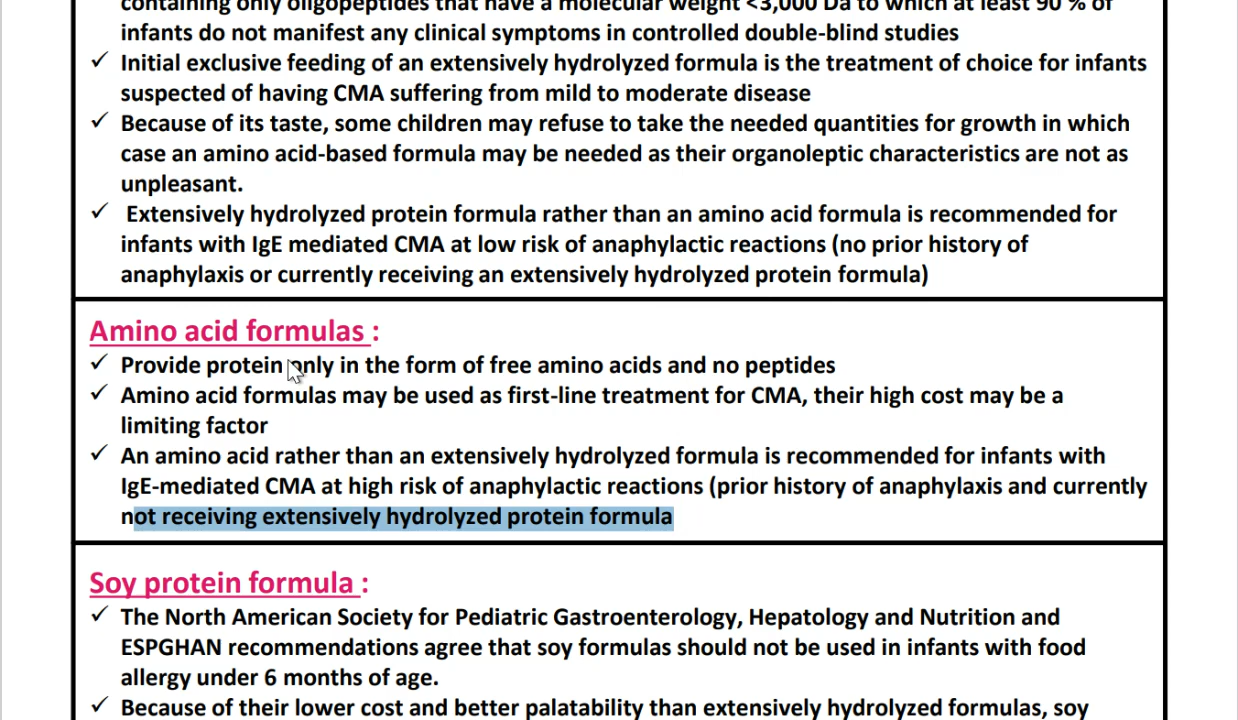 containing only oligopeptides that have a molecular weight <3,000 Da to which at least 90 % of
infants do not manifest any clinical symptoms in controlled double-blind studies
✓ Initial exclusive feeding of an extensively hydrolyzed formula is the treatment of choice for infants
suspected of having CMA suffering from mild to moderate disease
✓ Because of its taste, some children may refuse to take the needed quantities for growth in which
case an amino acid-based formula may be needed as their organoleptic characteristics are not as
unpleasant.
✓ Extensively hydrolyzed protein formula rather than an amino acid formula is recommended for
infants with IgE mediated CMA at low risk of anaphylactic reactions (no prior history of
anaphylaxis or currently receiving an extensively hydrolyzed protein formula)
Amino acid formulas :
✓ Provide protein only in the form of free amino acids and no peptides
✓ Amino acid formulas may be used as first-line treatment for CMA, their high cost may be a
limiting factor
✓ An amino acid rather than an extensively hydrolyzed formula is recommended for infants with
IgE-mediated CMA at high risk of anaphylactic reactions (prior history of anaphylaxis and currently
not receiving extensively hydrolyzed protein formula
Soy protein formula :
✓ The North American Society for Pediatric Gastroenterology, Hepatology and Nutrition and
ESPGHAN recommendations agree that soy formulas should not be used in infants with food
allergy under 6 months of age.
✓ Because of their lower cost and better palatability than extensively hydrolyzed formulas, soy